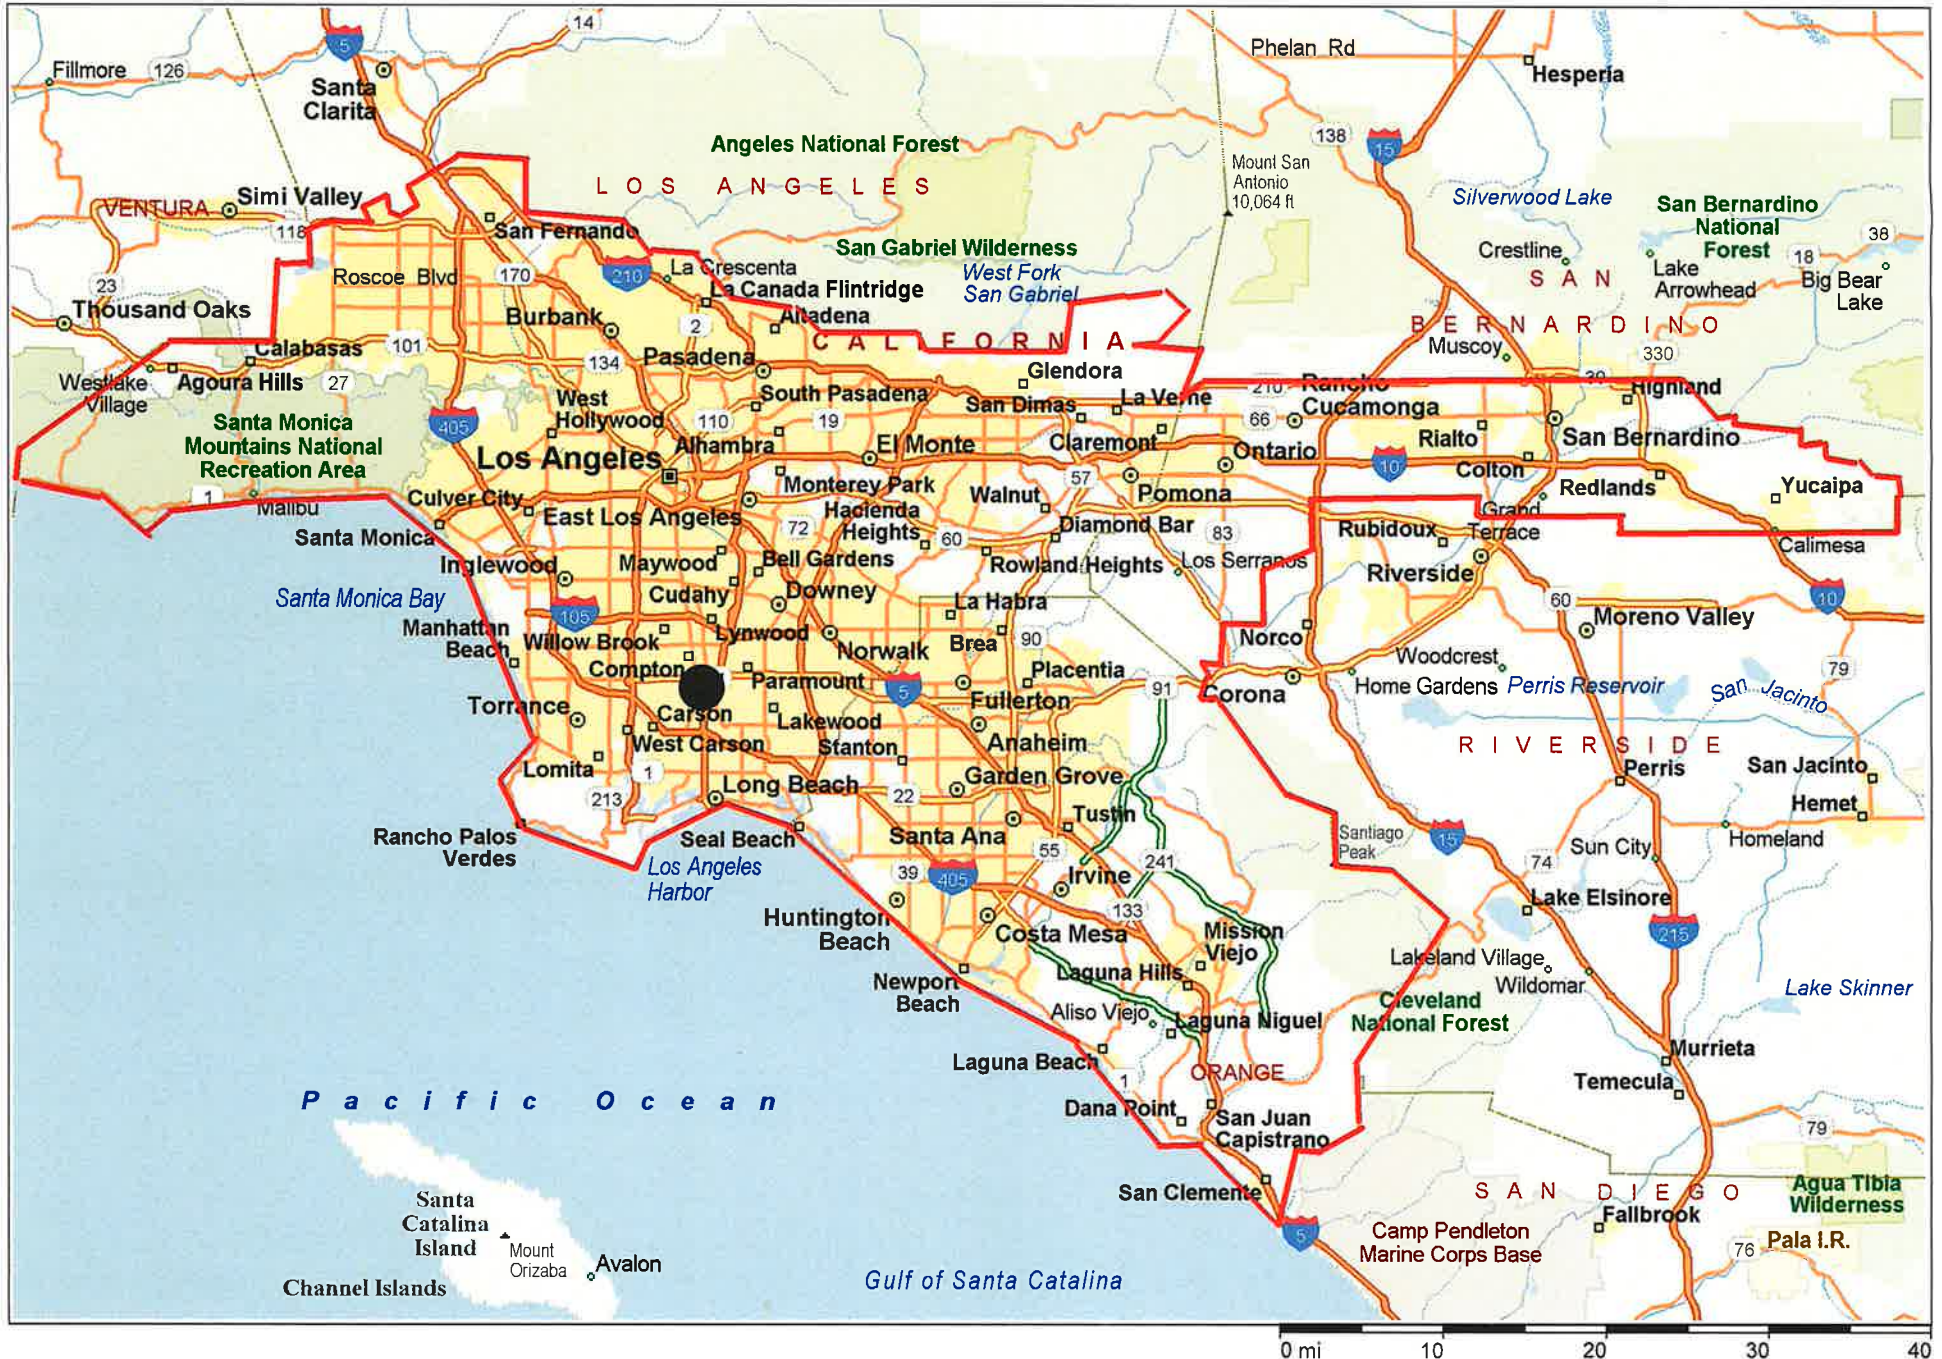 14
5
Phelan Rd
Fillmore
126
Hesperia
Santa
Clarita
138
15
Angeles National Forest
Mount San
Antonio
10,064 ft
LOS ANGELES
Silverwood Lake
San Bernardino
National
Forest
Simi Valley
VENTURA
118
San Fernando
38
San Gabriel Wilderness
Crestline
18
Roscoe Blvd
170
210
La Crescenta
West Fork
San Gabriel
SAN
Lake
Arrowhead
Big Bear
Lake
23
La Canada Flintridge
Thousand Oaks
Burbank
Altadena
2
BERNARDINO
CALIFORNIA
Muscoy
330
101
Calabasas
134
Pasadena
Glendora
Westlake
Village
Agoura Hills
27
210
Rancho
Cucamonga
30
Highland
West
Hollywood
South Pasadena
San Dimas
La Verne
Santa Monica
Mountains National
Recreation Area
405
110
19
66
Alhambra
El Monte
Claremont
Ontario
Rialto
San Bernardino
Los Angeles
10
Colton
57
Redlands
Yucaipa
1
Malibu
Culver City
Monterey Park
Walnut
Pomona
East Los Angeles
Hacienda
Heights
Grand
Terrace
Santa Monica
72
60
Diamond Bar
83
Rubidoux
Calimesa
Inglewood
Maywood
Bell Gardens
Rowland Heights
Los Serranos
Riverside
Santa Monica Bay
Cudahy
Downey
La Habra
60
10
105
Moreno Valley
Manhattan
Beach
Willow Brook
Lynwood
Brea
90
Norco
Compton
Norwalk
Placentia
Woodcrest
79
Paramount
5
Fullerton
91
Corona
Home Gardens
Perris Reservoir
San Jacinto
Torrance
Carson
Lakewood
West Carson
Stanton
Anaheim
RIVERSIDE
Lomita
1
Perris
San Jacinto
213
Long Beach
22
Garden Grove
Hemet
Rancho Palos
Verdes
Seal Beach
Santa Ana
Tustin
Santiago
Peak
15
Homeland
Sun City
Los Angeles
Harbor
39
405
55
Irvine
241
74
Huntington
Beach
133
Lake Elsinore
Costa Mesa
Mission
Viejo
215
Laguna Hills
Lakeland Village
Wildomar
Newport
Beach
Lake Skinner
Aliso Viejo
Laguna Niguel
Cleveland
National Forest
Laguna Beach
Murrieta
ORANGE
1
Temecula
Pacific Ocean
Dana Point
San Juan
Capistrano
79
San Clemente
SAN DIEGO
Agua Tibia
Wilderness
Santa
Catalina
Island
Fallbrook
5
Camp Pendleton
Marine Corps Base
76
Pala I.R.
Mount
Orizaba
Avalon
Channel Islands
Gulf of Santa Catalina
0 mi 10 20 30 40